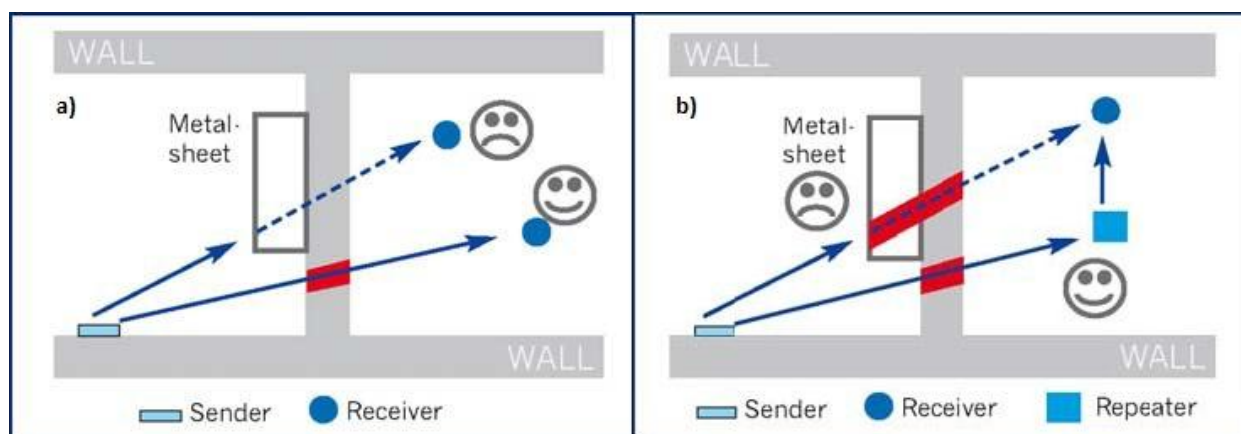 WALL
a)
Metal-
sheet
WALL
Sender
Receiver
WALL
b)
Metal-
sheet
WALL
Sender
Receiver
Repeater